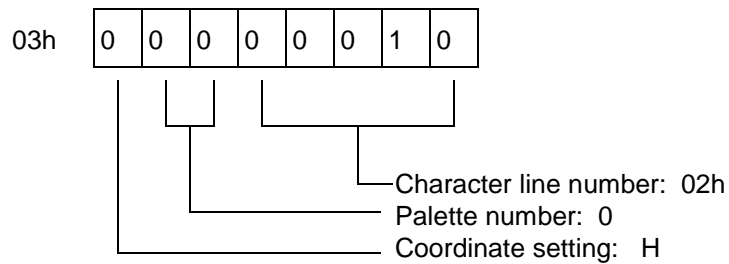 03h 0 0 0 0 0 0 1 0
Character line number: 02h
Palette number: 0
Coordinate setting: H